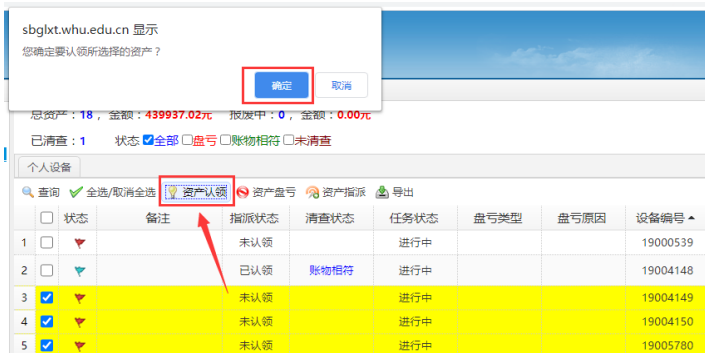 sbglxt.whu.edu.cn 显示
您确定要认领所选择的资产？
确定 取消
总资产：18，金额：439937.02元 报废中：0，金额：0.00元
已清查：1 状态 全部 盘亏 账物相符 未清查
个人设备
查询 全选/取消全选 资产认领 资产盘亏 资产指派 导出
状态 备注 指派状态 清查状态 任务状态 盘亏类型 盘亏原因 设备编号
1 未认领 进行中 19000539
2 已认领 账物相符 进行中 19004148
3 未认领 进行中 19004149
4 未认领 进行中 19004150
5 未认领 进行中 19005780